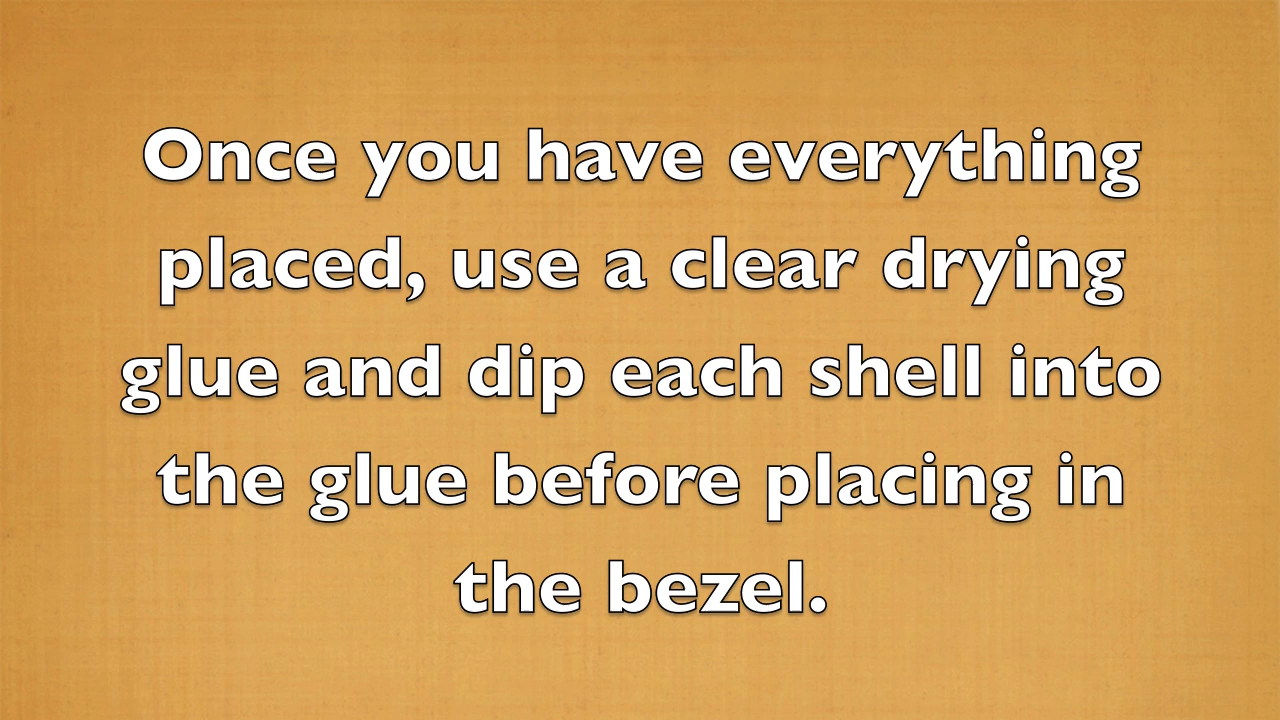 Once you have everything
placed, use a clear drying
glue and dip each shell into
the glue before placing in
the bezel.